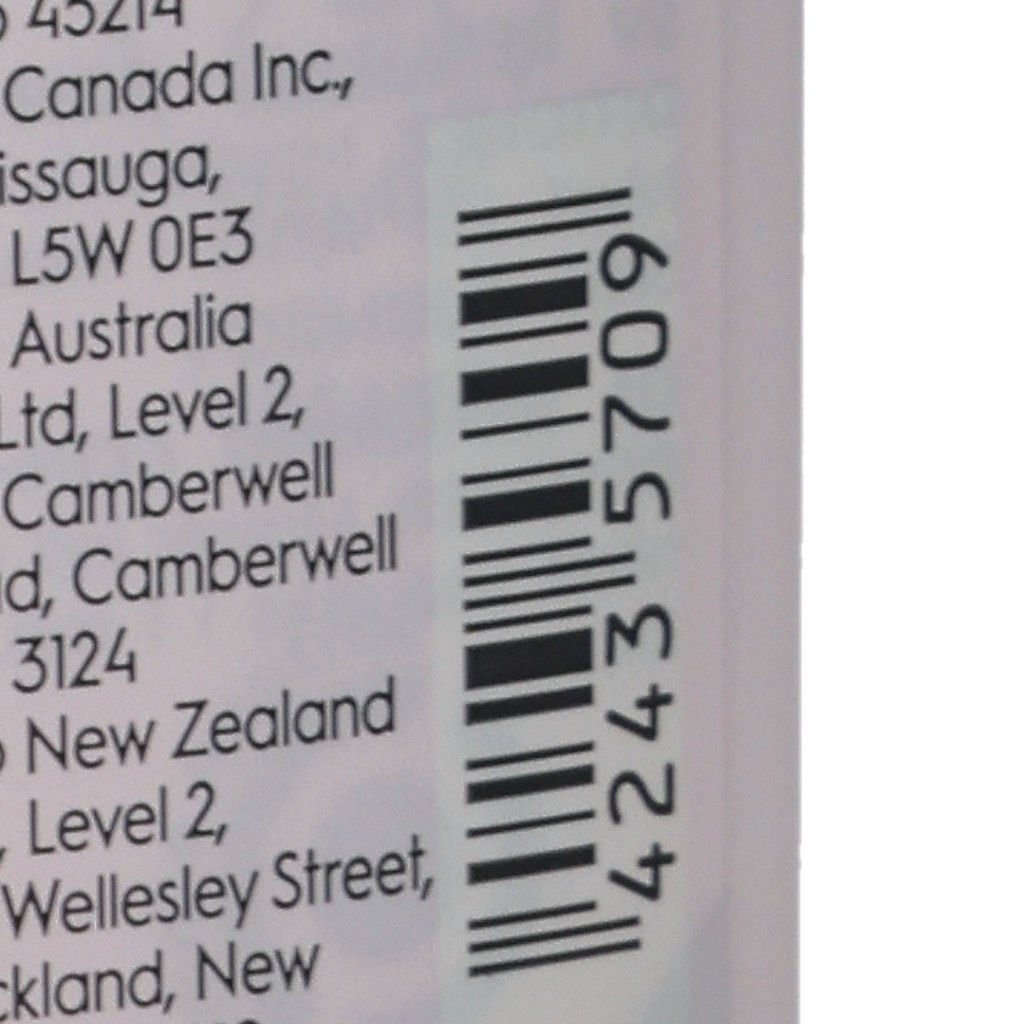 45214
Canada Inc.,
issauga,
L5W 0E3
Australia
Ltd, Level 2,
Camberwell
d, Camberwell
3124
New Zealand
, Level 2,
Wellesley Street,
ckland, New
4243 5709